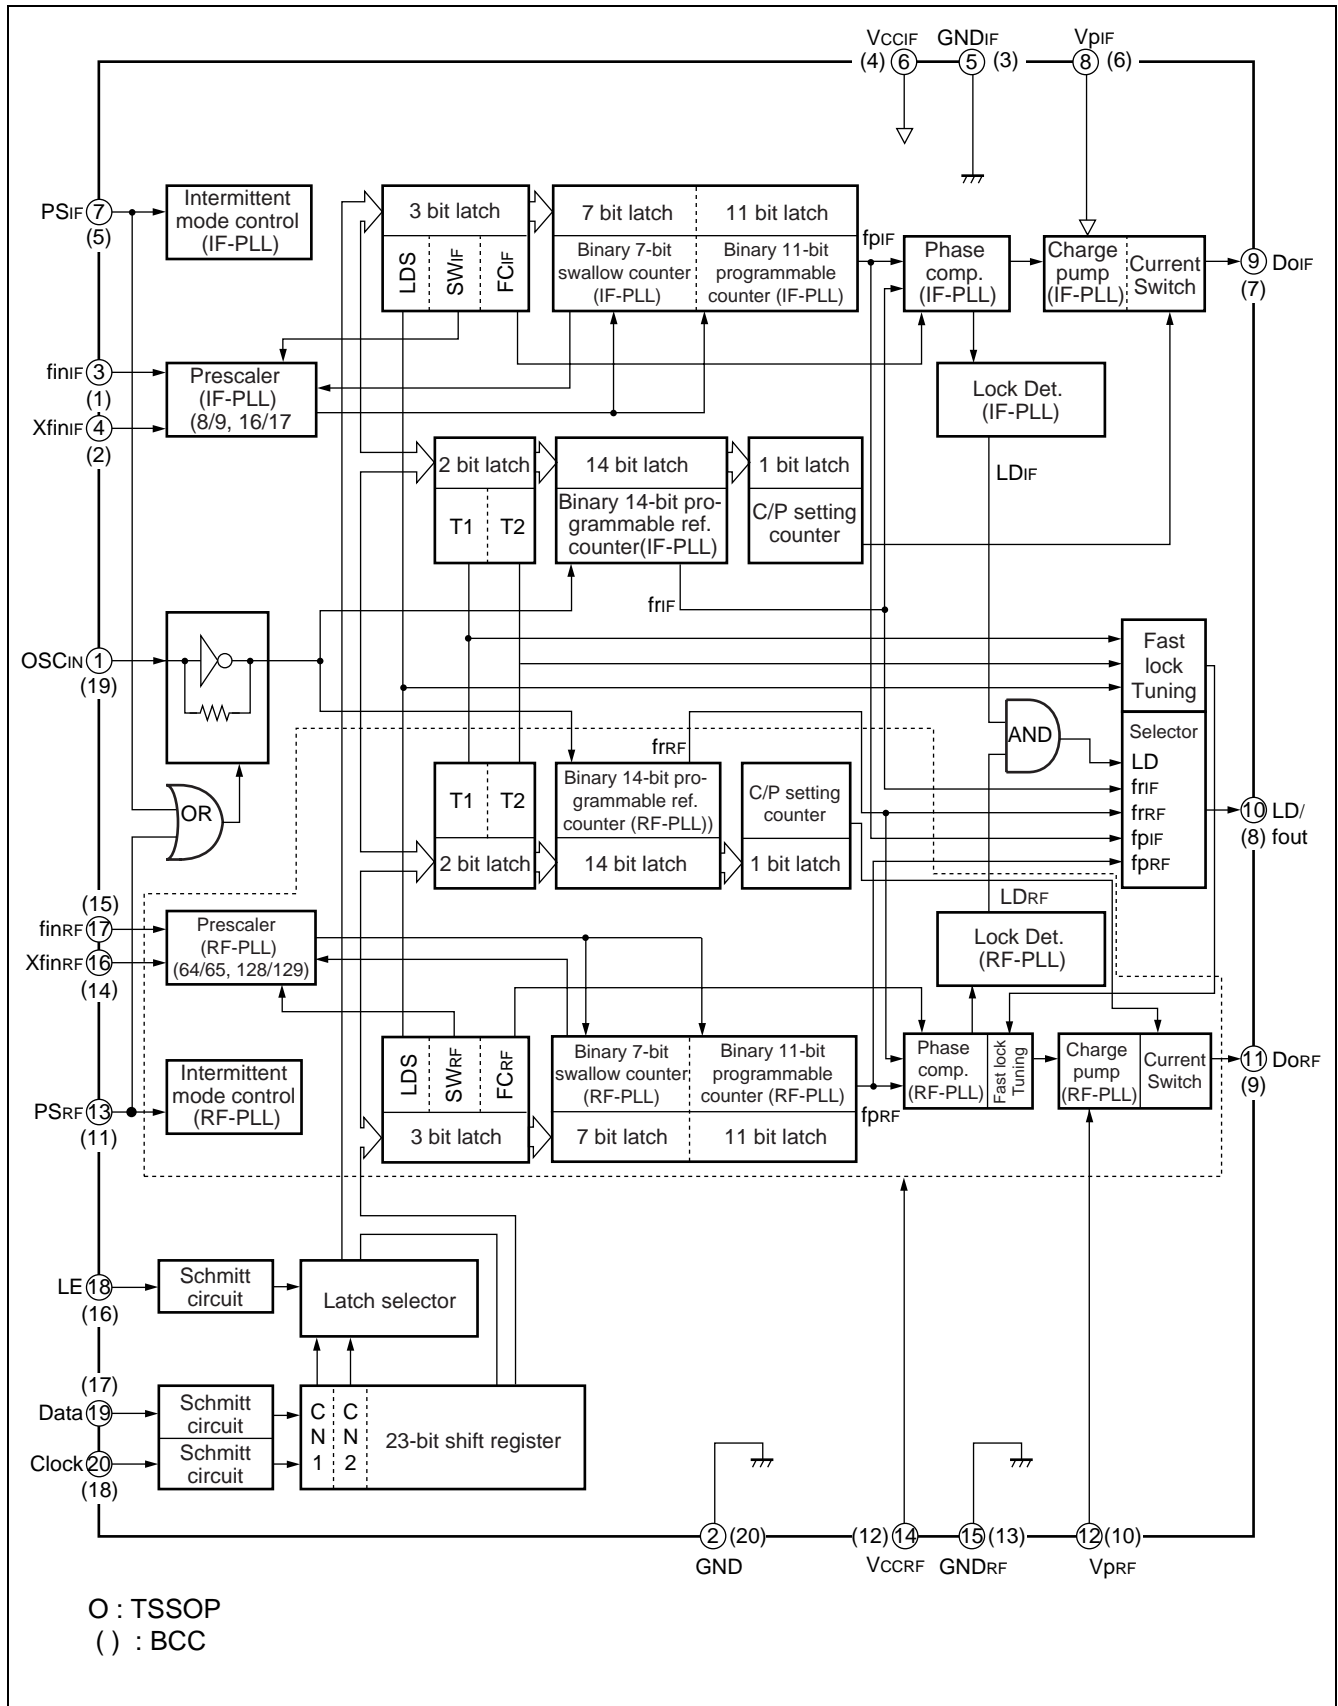 VCCIF
GNDIF
VpIF
(4) 6
5 (3)
8 (6)
PSIF 7
(5)
Intermittent
mode control
(IF-PLL)
3 bit latch
LDS
SWIF
FCIF
7 bit latch
11 bit latch
Binary 7-bit
swallow counter
(IF-PLL)
Binary 11-bit
programmable
counter (IF-PLL)
fpIF
Phase
comp.
(IF-PLL)
Charge
pump
(IF-PLL)
Current
Switch
9 DoIF
(7)
finIF 3
(1)
XfinIF 4
(2)
Prescaler
(IF-PLL)
(8/9, 16/17
Lock Det.
(IF-PLL)
LDIF
2 bit latch
T1
T2
14 bit latch
Binary 14-bit pro-
grammable ref.
counter(IF-PLL)
1 bit latch
C/P setting
counter
frIF
OSCIN 1
(19)
Fast
lock
Tuning
AND
Selector
LD
frIF
frRF
fpIF
fpRF
10 LD/
(8) fout
OR
frRF
T1
T2
2 bit latch
Binary 14-bit pro-
grammable ref.
counter (RF-PLL))
14 bit latch
C/P setting
counter
1 bit latch
LDRF
(15)
finRF 17
XfinRF 16
(14)
Prescaler
(RF-PLL)
(64/65, 128/129)
Lock Det.
(RF-PLL)
LDS
SWRF
FCRF
3 bit latch
Binary 7-bit
swallow counter
(RF-PLL)
Binary 11-bit
programmable
counter (RF-PLL)
7 bit latch
11 bit latch
fpRF
Phase
comp.
(RF-PLL)
Fast lock
Tuning
Charge
pump
(RF-PLL)
Current
Switch
11 DoRF
(9)
PSRF 13
(11)
Intermittent
mode control
(RF-PLL)
LE 18
(16)
Schmitt
circuit
Latch selector
(17)
Data 19
Clock 20
(18)
Schmitt
circuit
Schmitt
circuit
C
N
1
C
N
2
23-bit shift register
2 (20)
GND
(12) 14
VCCRF
15 (13)
GNDRF
12 (10)
VpRF
O : TSSOP
( ) : BCC